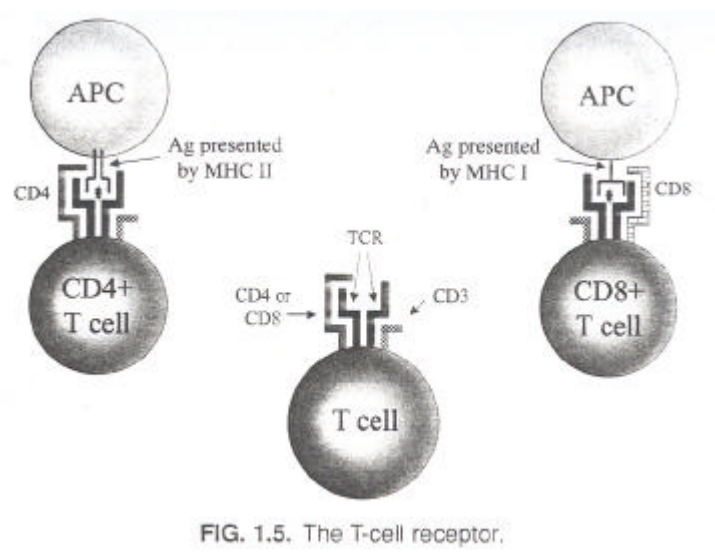 APC
Ag presented
by MHC II
CD4
CD4+
T cell
APC
Ag presented
by MHC I
CD8
CD8+
T cell
TCR
CD4 or
CD8
CD3
T cell
FIG. 1.5. The T-cell receptor.